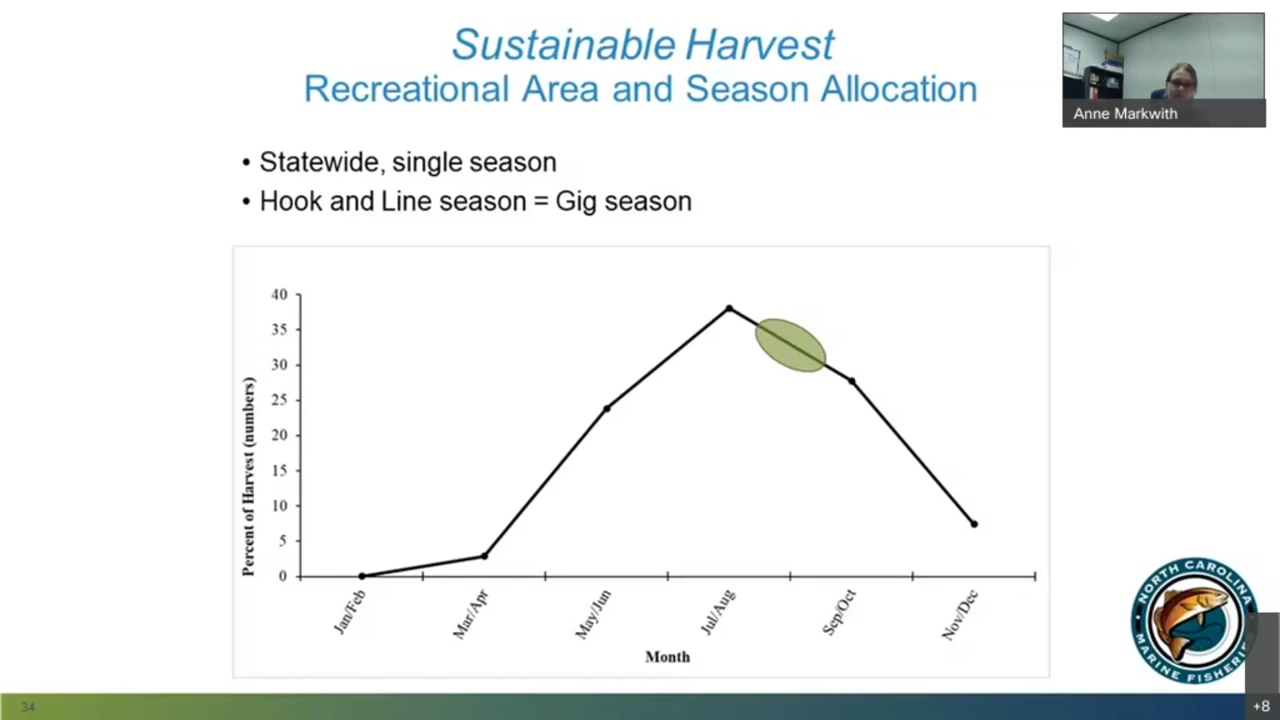 Sustainable Harvest
Recreational Area and Season Allocation
Anne Markwith
• Statewide, single season
• Hook and Line season = Gig season
40
35
30
25
20
15
10
5
0
Percent of Harvest (numbers)
Jan/Feb
Mar/Apr
May/Jun
Jul/Aug
Sep/Oct
Nov/Dec
Month
NORTH CAROLINA
MARINE FISHERIE
34
+8